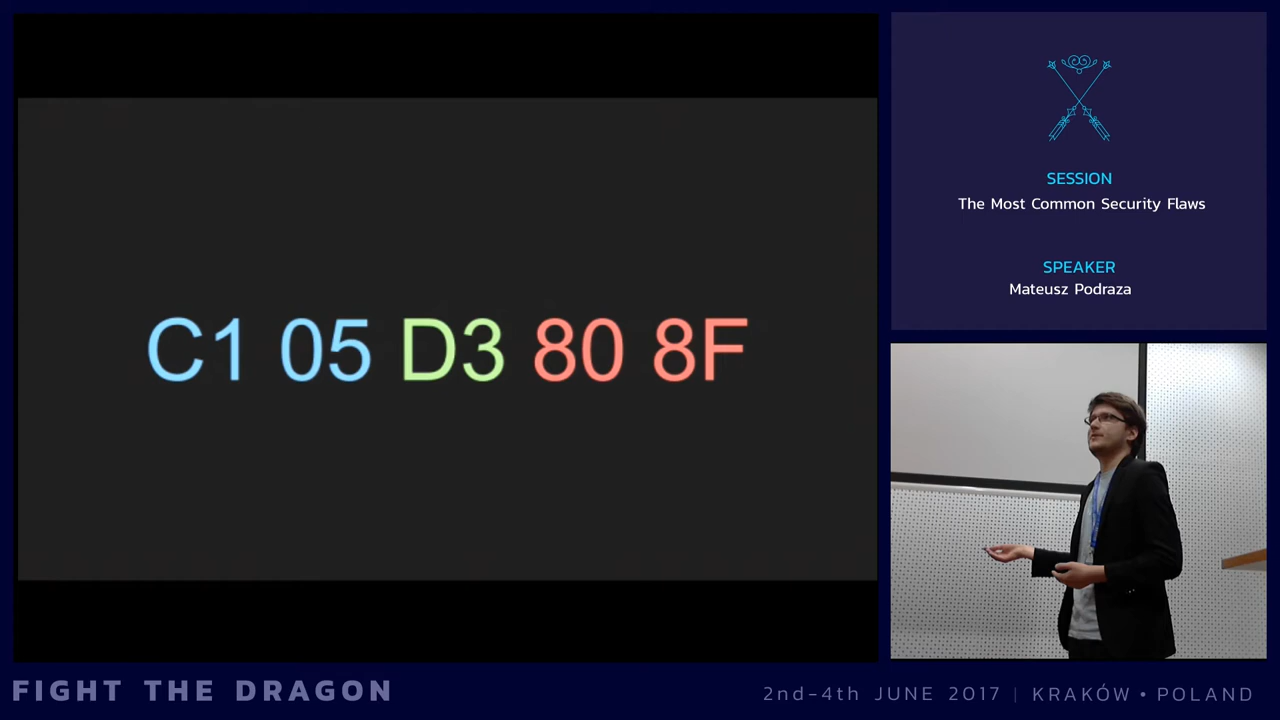 C1 05 D3 80 8F
SESSION
The Most Common Security Flaws
SPEAKER
Mateusz Podraza
FIGHT THE DRAGON
2nd-4th JUNE 2017 | KRAKÓW • POLAND